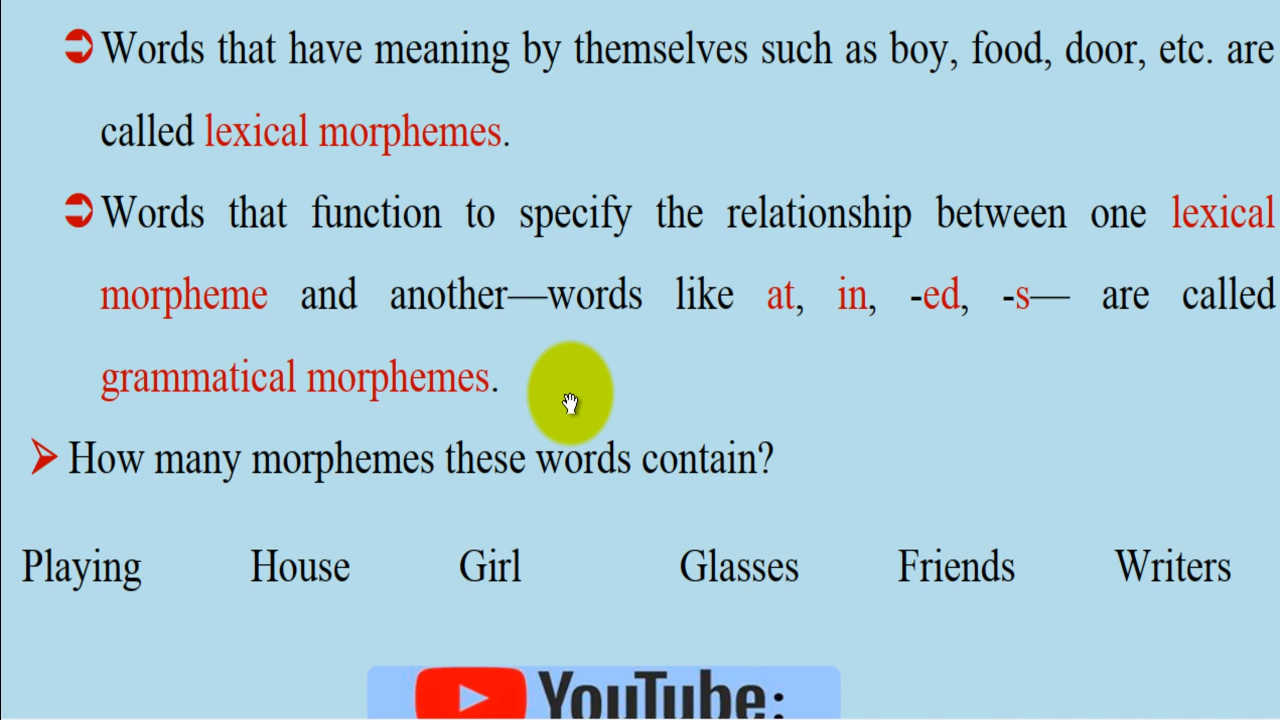 Words that have meaning by themselves such as boy, food, door, etc. are
called lexical morphemes.
Words that function to specify the relationship between one lexical
morpheme and another—words like at, in, -ed, -s— are called
grammatical morphemes.
How many morphemes these words contain?
Playing House Girl Glasses Friends Writers
YouTube: